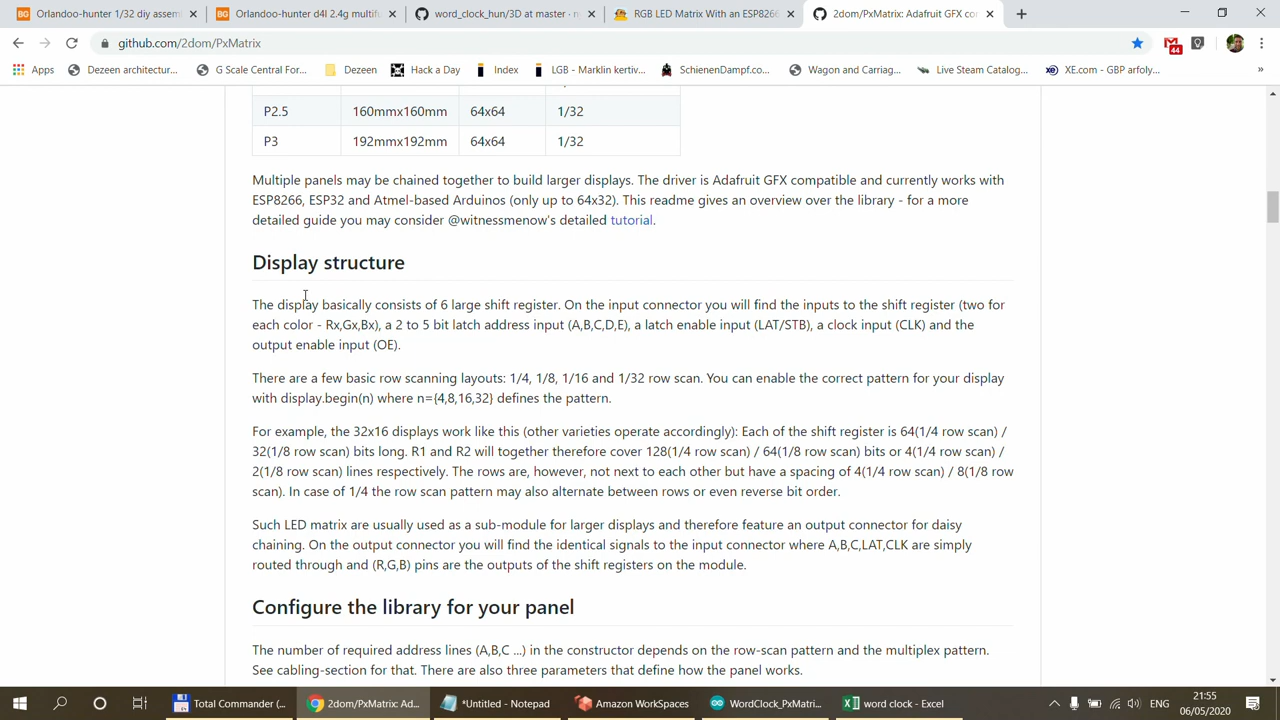 Orlandoo-hunter 1/32 diy assem
Orlandoo-hunter d4l 2.4g multifu
word_clock_hun/3D at master · n
RGB LED Matrix With an ESP8266
2dom/PxMatrix: Adafruit GFX co
github.com/2dom/PxMatrix
44
Apps
Dezeen architectur...
G Scale Central For...
Dezeen
Hack a Day
Index
LGB - Marklin kertiv...
SchienenDampf.co...
Wagon and Carriag...
Live Steam Catalog...
XE.com - GBP arfoly...
»
P2.5 160mmx160mm 64x64 1/32
P3 192mmx192mm 64x64 1/32
Multiple panels may be chained together to build larger displays. The driver is Adafruit GFX compatible and currently works with
ESP8266, ESP32 and Atmel-based Arduinos (only up to 64x32). This readme gives an overview over the library - for a more
detailed guide you may consider @witnessmenow's detailed tutorial.
Display structure
The display basically consists of 6 large shift register. On the input connector you will find the inputs to the shift register (two for
each color - Rx,Gx,Bx), a 2 to 5 bit latch address input (A,B,C,D,E), a latch enable input (LAT/STB), a clock input (CLK) and the
output enable input (OE).
There are a few basic row scanning layouts: 1/4, 1/8, 1/16 and 1/32 row scan. You can enable the correct pattern for your display
with display.begin(n) where n={4,8,16,32} defines the pattern.
For example, the 32x16 displays work like this (other varieties operate accordingly): Each of the shift register is 64(1/4 row scan) /
32(1/8 row scan) bits long. R1 and R2 will together therefore cover 128(1/4 row scan) / 64(1/8 row scan) bits or 4(1/4 row scan) /
2(1/8 row scan) lines respectively. The rows are, however, not next to each other but have a spacing of 4(1/4 row scan) / 8(1/8 row
scan). In case of 1/4 the row scan pattern may also alternate between rows or even reverse bit order.
Such LED matrix are usually used as a sub-module for larger displays and therefore feature an output connector for daisy
chaining. On the output connector you will find the identical signals to the input connector where A,B,C,LAT,CLK are simply
routed through and (R,G,B) pins are the outputs of the shift registers on the module.
Configure the library for your panel
The number of required address lines (A,B,C ...) in the constructor depends on the row-scan pattern and the multiplex pattern.
See cabling-section for that. There are also three parameters that define how the panel works.
Total Commander (...
2dom/PxMatrix: Ad...
*Untitled - Notepad
Amazon WorkSpaces
WordClock_PxMatri...
word clock - Excel
ENG
21:55
06/05/2020